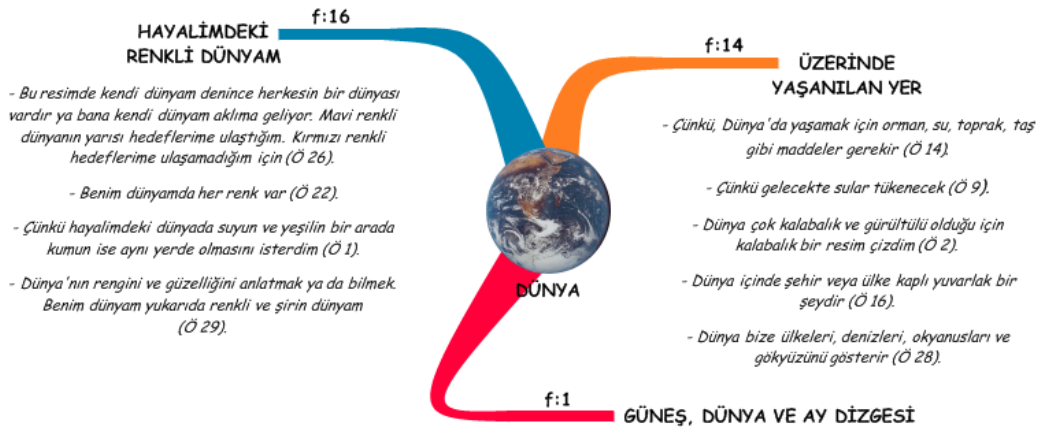 f:16
HAYALİMDEKİ
RENKLİ DÜNYAM
- Bu resimde kendi dünyam denince herkesin bir dünyası
vardır ya bana kendi dünyam aklıma geliyor. Mavi renkli
dünyanın yarısı hedeflerime ulaştığım. Kırmızı renkli
hedeflerime ulaşamadığım için (Ö 26).
- Benim dünyamda her renk var (Ö 22).
- Çünkü hayalimdeki dünyada suyun ve yeşilin bir arada
kumun ise aynı yerde olmasını isterdim (Ö 1).
- Dünya'nın rengini ve güzelliğini anlatmak ya da bilmek.
Benim dünyam yukarıda renkli ve şirin dünyam
(Ö 29).
f:14
ÜZERİNDE
YAŞANILAN YER
- Çünkü, Dünya'da yaşamak için orman, su, toprak, taş
gibi maddeler gerekir (Ö 14).
- Çünkü gelecekte sular tükenecek (Ö 9).
- Dünya çok kalabalık ve gürültülü olduğu için
kalabalık bir resim çizdim (Ö 2).
- Dünya içinde şehir veya ülke kaplı yuvarlak bir
şeydir (Ö 16).
- Dünya bize ülkeleri, denizleri, okyanusları ve
gökyüzünü gösterir (Ö 28).
DÜNYA
f:1
GÜNEŞ, DÜNYA VE AY DİZGESİ